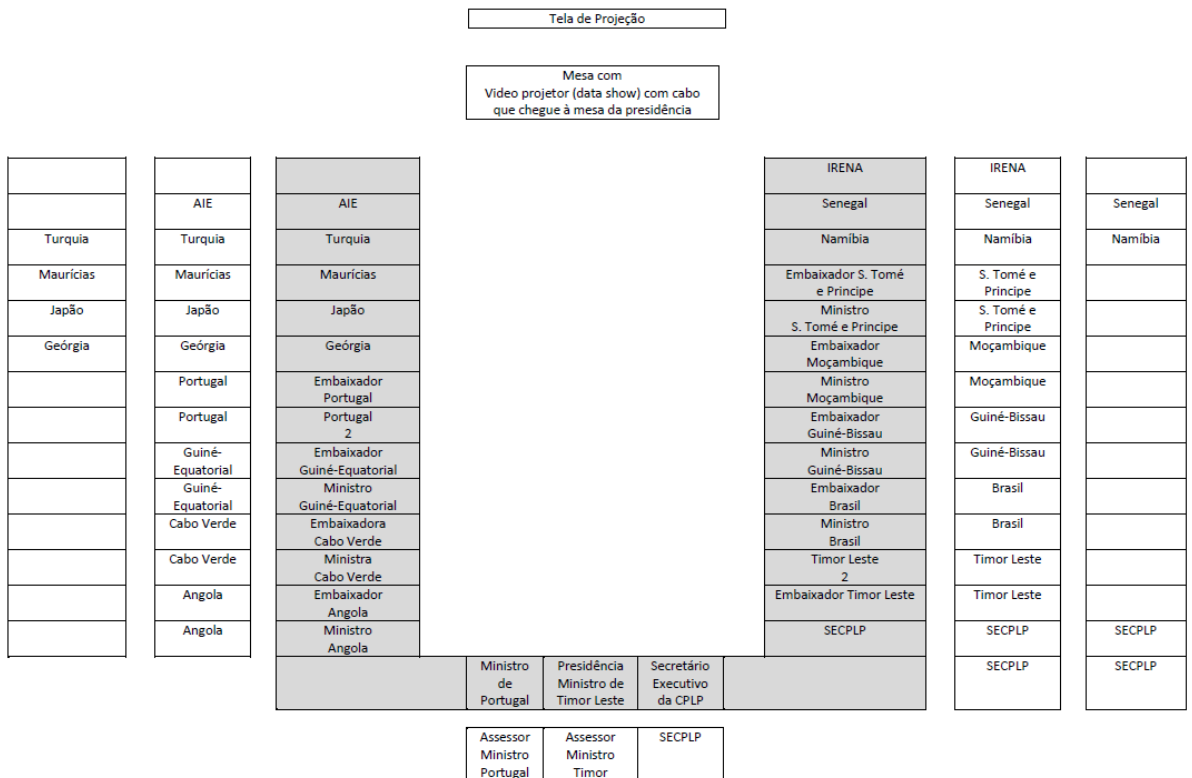 Tela de Projeção
Mesa com
Video projetor (data show) com cabo
que chegue à mesa da presidência
IRENA IRENA
AIE AIE Senegal Senegal Senegal
Turquia Turquia Turquia Namíbia Namíbia Namíbia
Maurícias Maurícias Maurícias Embaixador S. Tomé S. Tomé e
e Principe Principe
Japão Japão Japão Ministro S. Tomé e
S. Tomé e Principe Principe
Geórgia Geórgia Geórgia Embaixador Moçambique
Moçambique
Portugal Embaixador Ministro Moçambique
Portugal Moçambique
Portugal Portugal Embaixador Guiné-Bissau
2 Guiné-Bissau
Guiné- Embaixador Ministro Guiné-Bissau
Equatorial Guiné-Equatorial Guiné-Bissau
Guiné- Ministro Embaixador Brasil
Equatorial Guiné-Equatorial Brasil
Cabo Verde Embaixadora Ministro Brasil
Cabo Verde Brasil
Cabo Verde Ministra Timor Leste Timor Leste
Cabo Verde 2
Angola Embaixador Embaixador Timor Leste Timor Leste
Angola
Angola Ministro SECPLP SECPLP SECPLP
Angola
Ministro Presidência Secretário SECPLP SECPLP
de Ministro de Executivo
Portugal Timor Leste da CPLP
Assessor Assessor SECPLP
Ministro Ministro
Portugal Timor